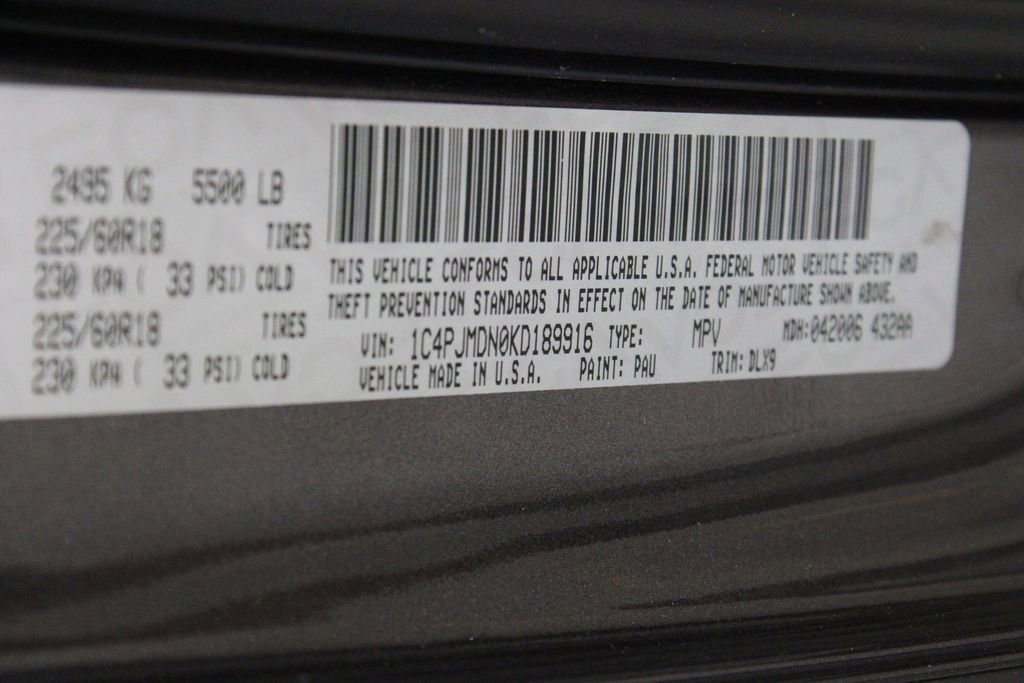 2495 KG 5500 LB
225/60R18 TIRES
230 KPA ( 33 PSI) COLD
225/60R18 TIRES
230 KPA ( 33 PSI) COLD
THIS VEHICLE CONFORMS TO ALL APPLICABLE U.S.A. FEDERAL MOTOR VEHICLE SAFETY AND
THEFT PREVENTION STANDARDS IN EFFECT ON THE DATE OF MANUFACTURE SHOWN ABOVE.
VIN: 1C4PJMDN0KD189916 TYPE: MPV MDH:042006 432AA
VEHICLE MADE IN U.S.A. PAINT: PAU TRIM: DLX9